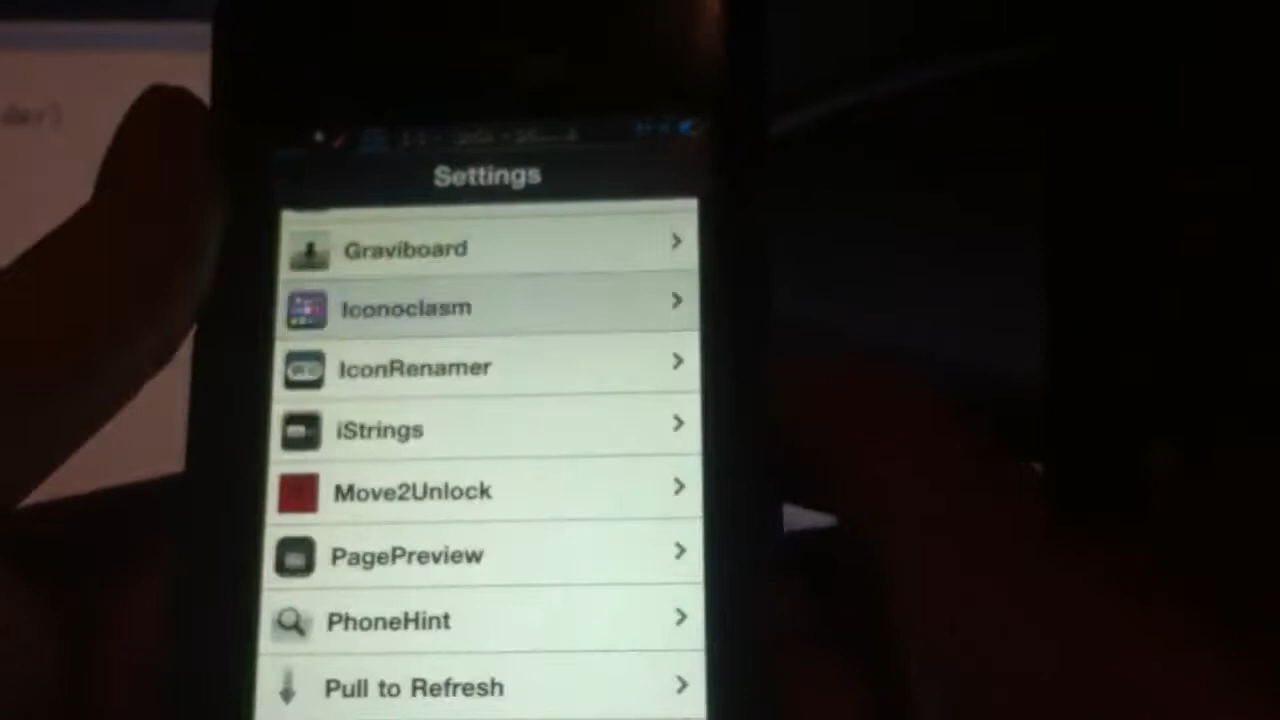 Settings
Graviboard
Iconoclasm
IconRenamer
iStrings
Move2Unlock
PagePreview
PhoneHint
Pull to Refresh